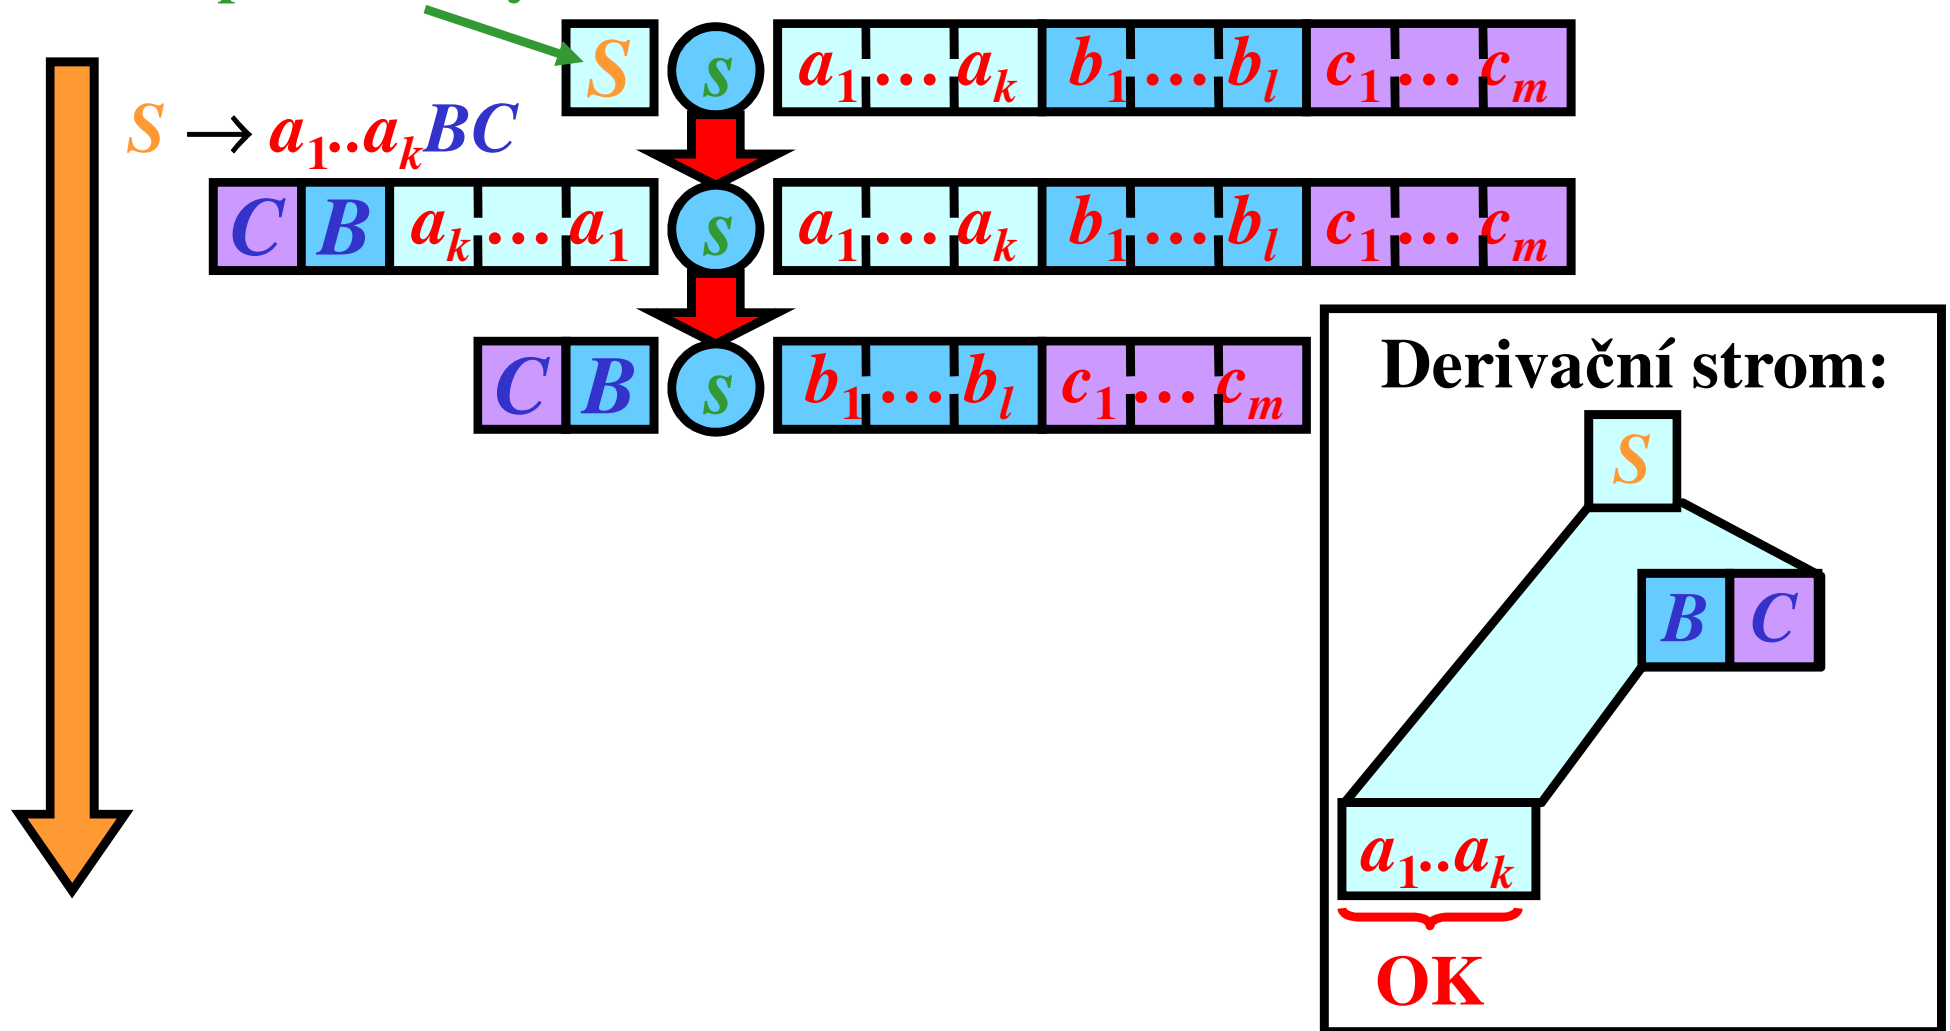 S s a₁ … aₖ b₁ … bₗ c₁ … cₘ
S → a₁..aₖBC
C B aₖ … a₁ s a₁ … aₖ b₁ … bₗ c₁ … cₘ
C B s b₁ … bₗ c₁ … cₘ
Derivační strom:
S
B C
a₁..aₖ
OK